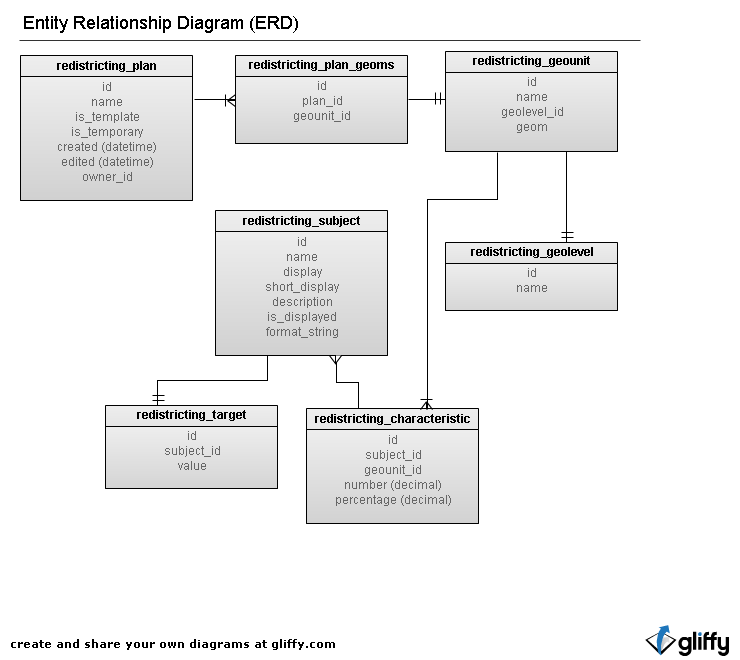 Entity Relationship Diagram (ERD)
redistricting_plan
id
name
is_template
is_temporary
created (datetime)
edited (datetime)
owner_id
redistricting_plan_geoms
id
plan_id
geounit_id
redistricting_geounit
id
name
geolevel_id
geom
redistricting_subject
id
name
display
short_display
description
is_displayed
format_string
redistricting_geolevel
id
name
redistricting_target
id
subject_id
value
redistricting_characteristic
id
subject_id
geounit_id
number (decimal)
percentage (decimal)
create and share your own diagrams at gliffy.com
gliffy